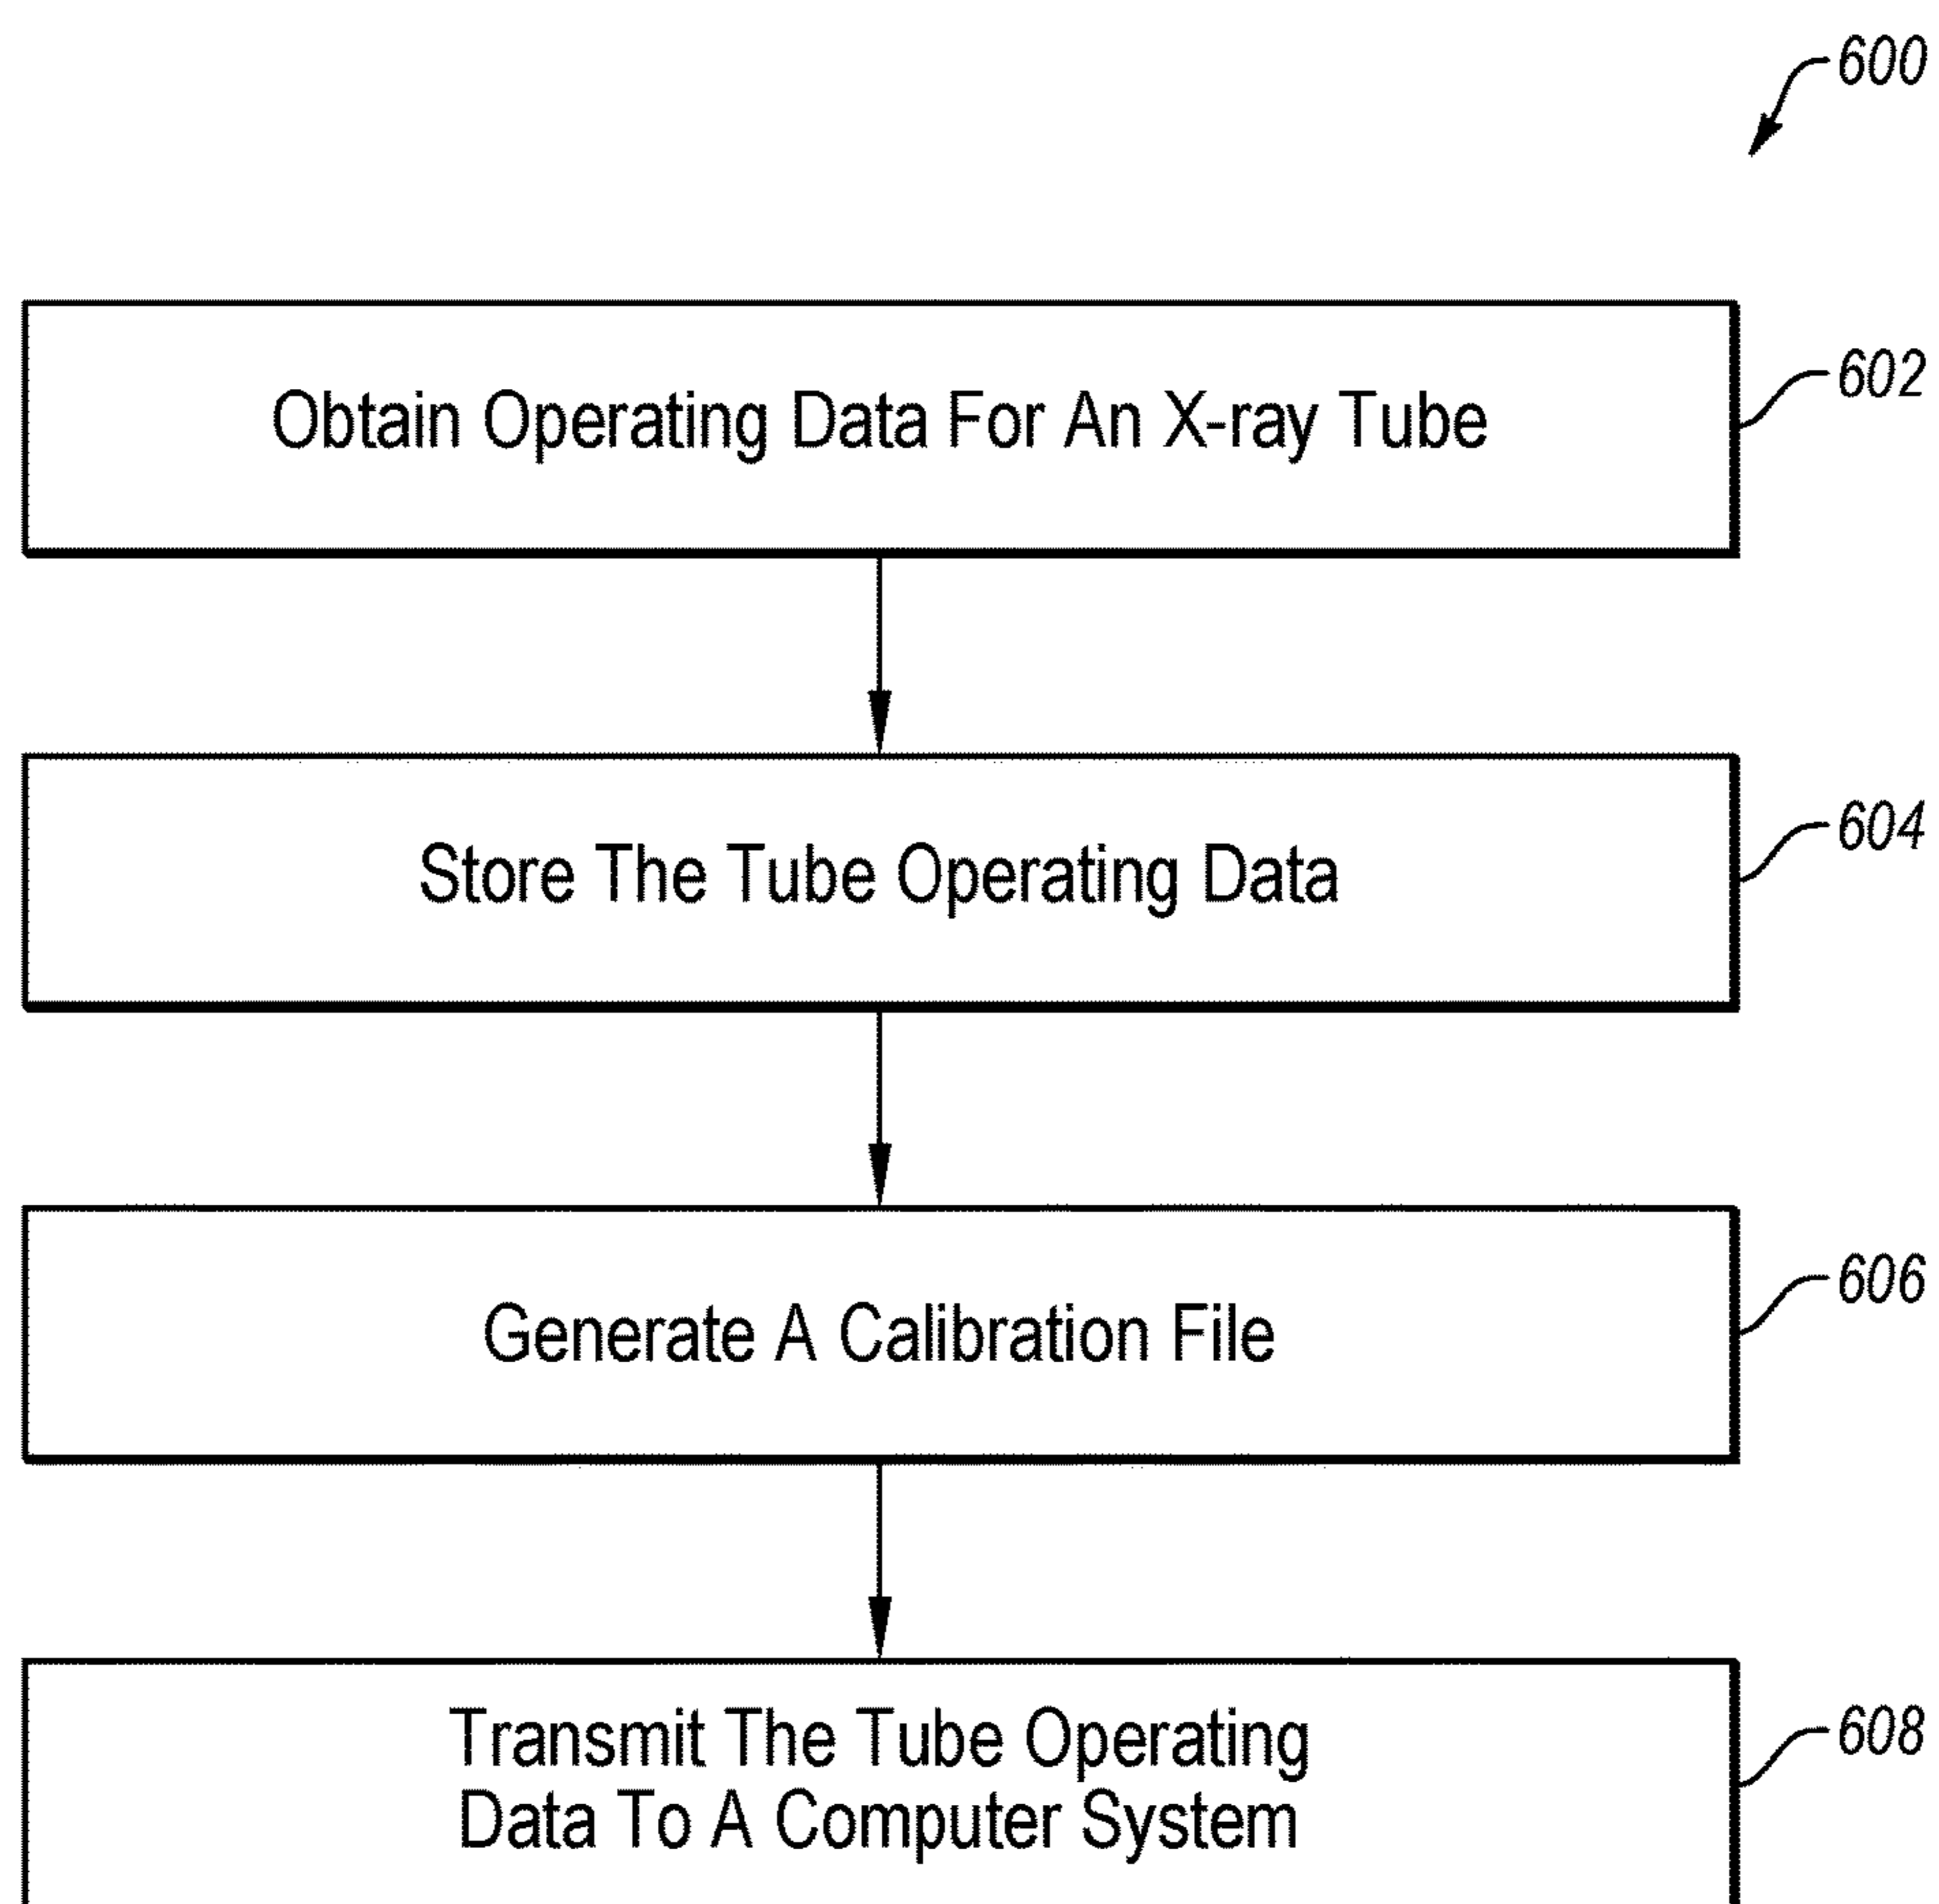 600
Obtain Operating Data For An X-ray Tube
602
Store The Tube Operating Data
604
Generate A Calibration File
606
Transmit The Tube Operating
Data To A Computer System
608